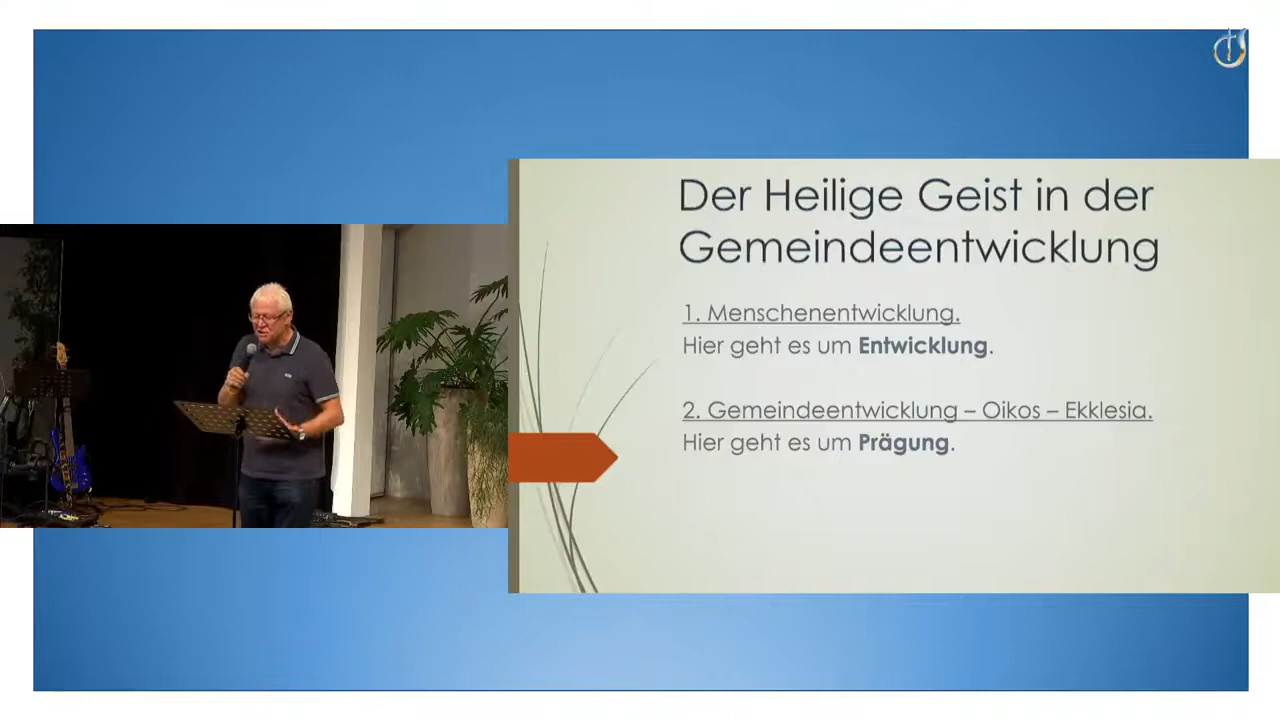 Der Heilige Geist in der
Gemeindeentwicklung
1. Menschenentwicklung.
Hier geht es um Entwicklung.
2. Gemeindeentwicklung – Oikos – Ekklesia.
Hier geht es um Prägung.